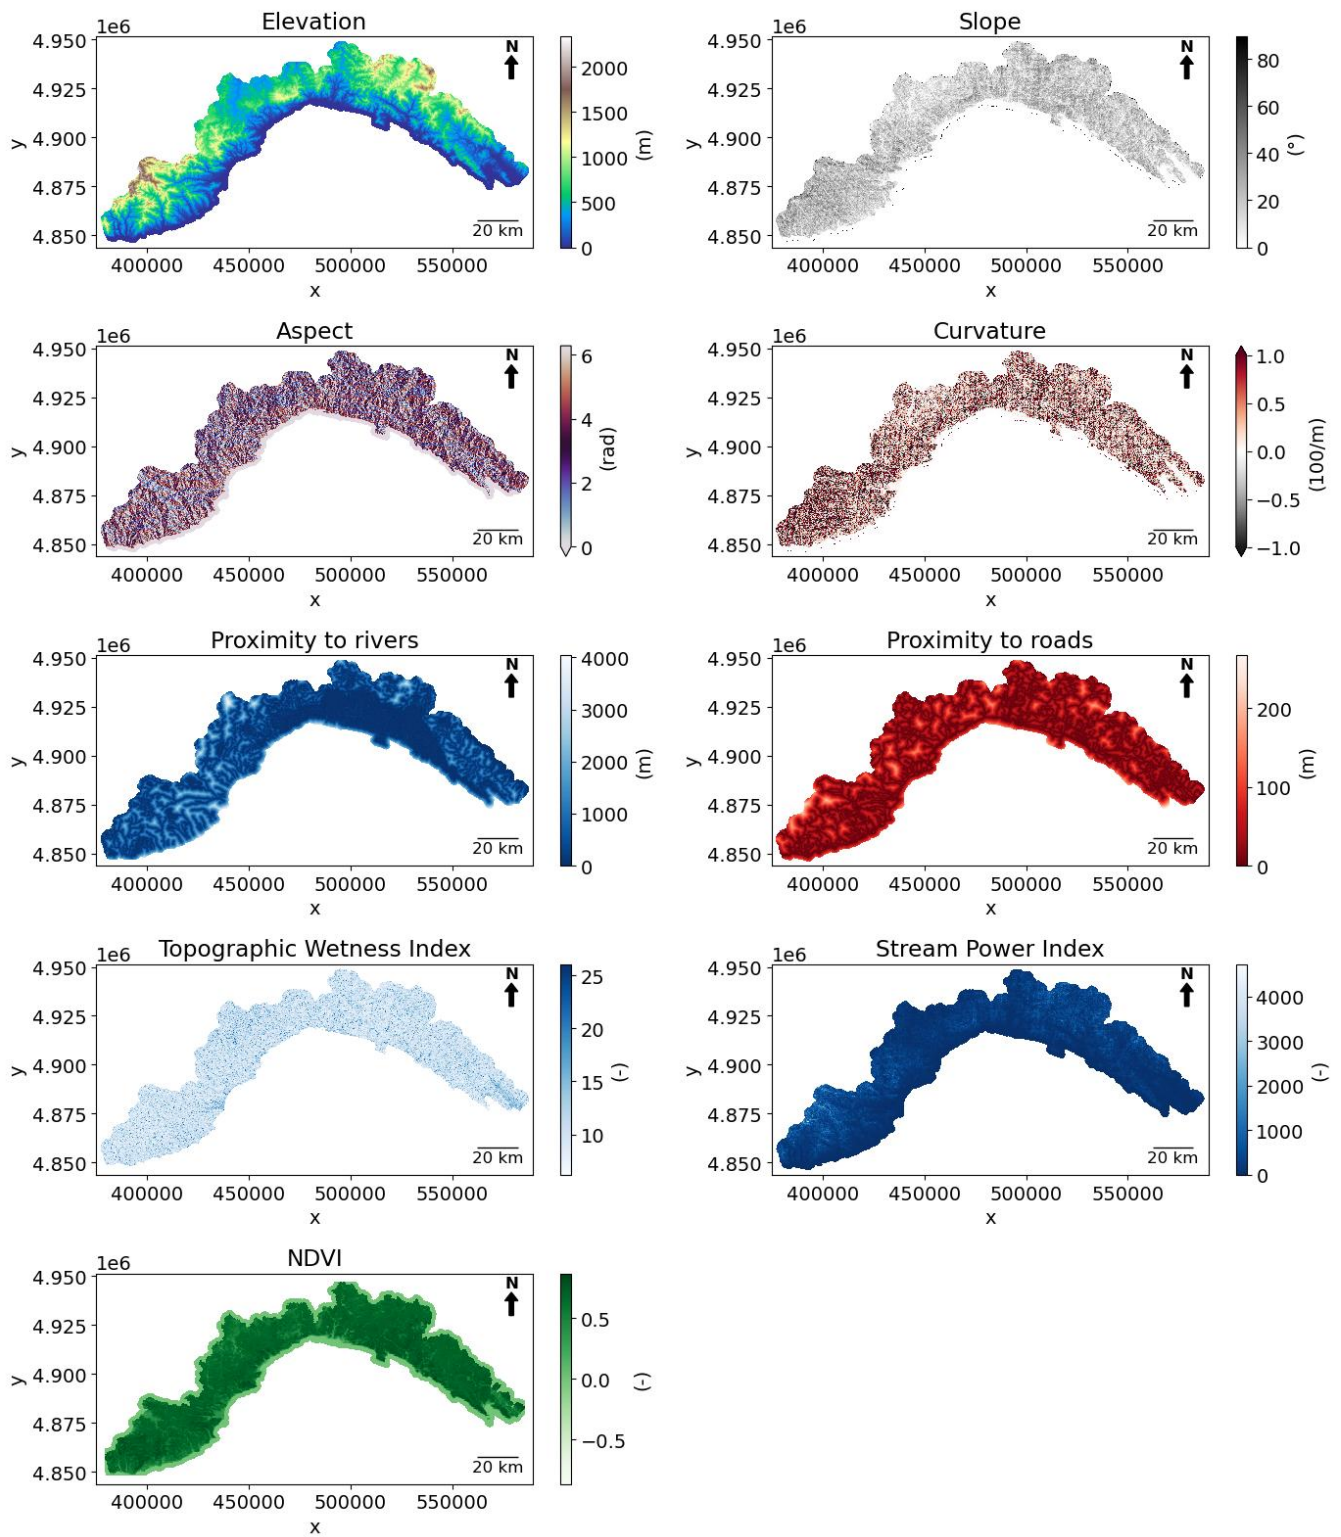 Elevation
1e6
4.950
4.925
4.900
4.875
4.850
y
400000 450000 500000 550000
x
N
20 km
2000
1500
1000
500
0
(m)
Slope
1e6
4.950
4.925
4.900
4.875
4.850
y
400000 450000 500000 550000
x
N
20 km
80
60
40
20
0
(°)
Aspect
1e6
4.950
4.925
4.900
4.875
4.850
y
400000 450000 500000 550000
x
N
20 km
6
4
2
0
(rad)
Curvature
1e6
4.950
4.925
4.900
4.875
4.850
y
400000 450000 500000 550000
x
N
20 km
1.0
0.5
0.0
−0.5
−1.0
(100/m)
Proximity to rivers
1e6
4.950
4.925
4.900
4.875
4.850
y
400000 450000 500000 550000
x
N
20 km
4000
3000
2000
1000
0
(m)
Proximity to roads
1e6
4.950
4.925
4.900
4.875
4.850
y
400000 450000 500000 550000
x
N
20 km
200
100
0
(m)
Topographic Wetness Index
1e6
4.950
4.925
4.900
4.875
4.850
y
400000 450000 500000 550000
x
N
20 km
25
20
15
10
(-)
Stream Power Index
1e6
4.950
4.925
4.900
4.875
4.850
y
400000 450000 500000 550000
x
N
20 km
4000
3000
2000
1000
0
(-)
NDVI
1e6
4.950
4.925
4.900
4.875
4.850
y
400000 450000 500000 550000
x
N
20 km
0.5
0.0
−0.5
(-)